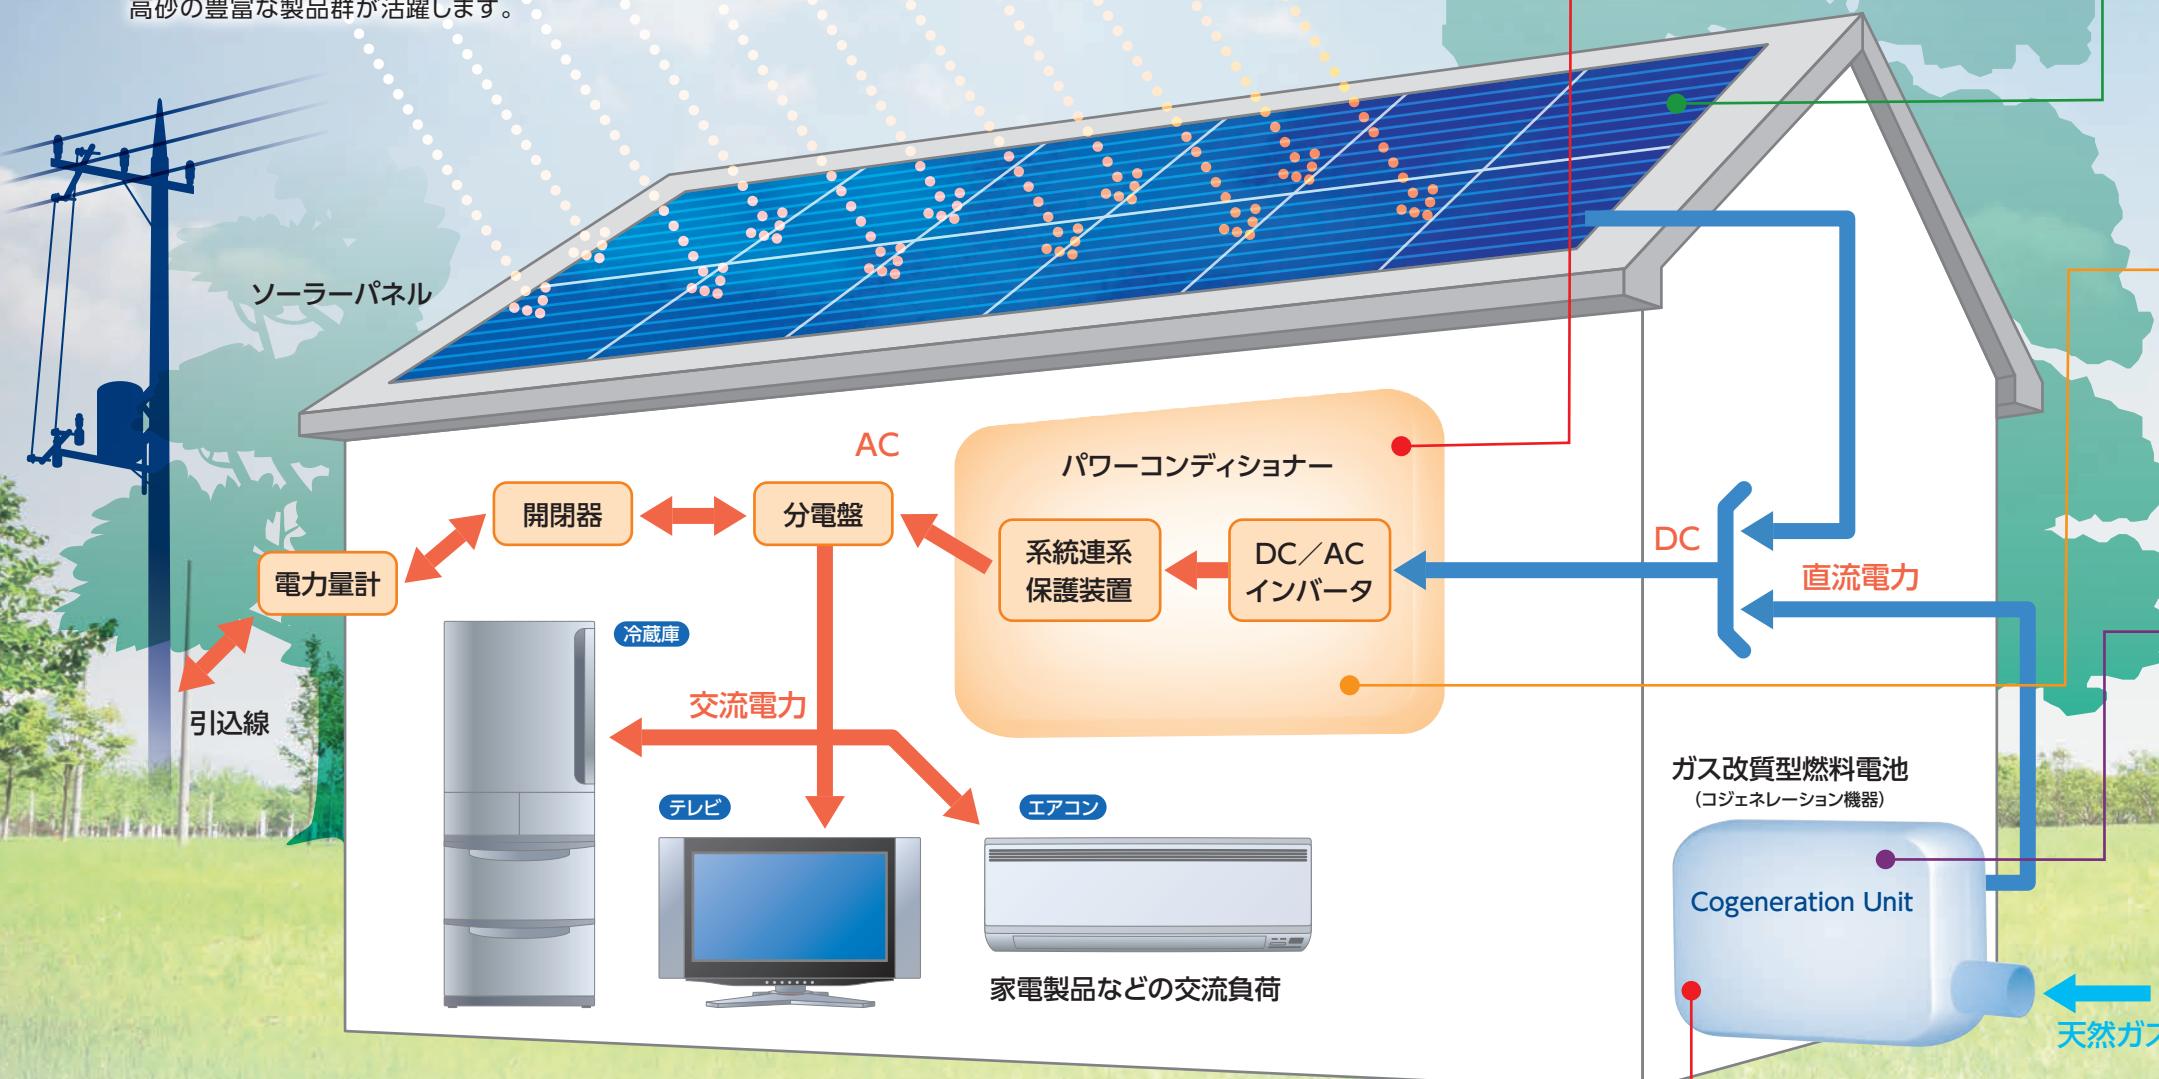 高砂の豊富な製品群が活躍します。
ソーラーパネル
AC
パワーコンディショナー
開閉器
分電盤
系統連系
保護装置
DC／AC
インバータ
DC
直流電力
電力量計
冷蔵庫
引込線
交流電力
テレビ
エアコン
ガス改質型燃料電池
（コジェネレーション機器）
Cogeneration Unit
家電製品などの交流負荷
天然ガス